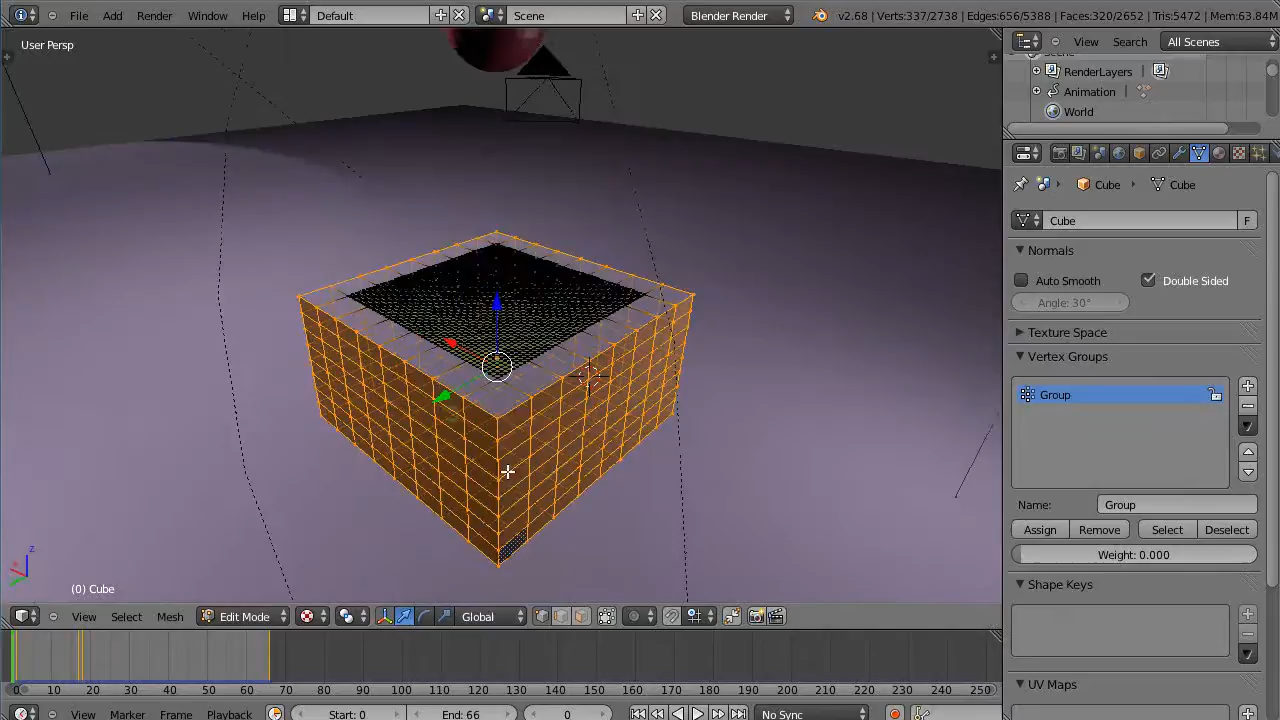 File Add Render Window Help Default Scene Blender Render v2.68 | Verts:337/2738 | Edges:656/5388 | Faces:320/2652 | Tris:5472 | Mem:63.84M
User Persp
View Search All Scenes
RenderLayers
Animation
World
Cube Cube
Cube F
Normals
Auto Smooth Double Sided
Angle: 30°
Texture Space
Vertex Groups
Group
Name: Group
Assign Remove Select Deselect
Weight: 0.000
Shape Keys
UV Maps
z
(0) Cube
View Select Mesh Edit Mode Global
0 10 20 30 40 50 60 70 80 90 100 110 120 130 140 150 160 170 180 190 200 210 220 230 240 250
View Marker Frame Playback Start: 0 End: 66 0 No Sync